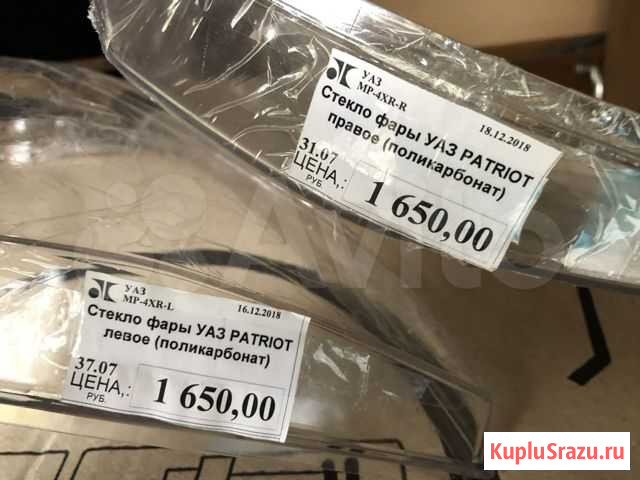 УАЗ
MP-4XR-R
18.12.2018
Стекло фары УАЗ PATRIOT
правое (поликарбонат)
31.07
ЦЕНА,:
РУБ.
1 650,00
Avito
УАЗ
MP-4XR-L
16.12.2018
Стекло фары УАЗ PATRIOT
левое (поликарбонат)
37.07
ЦЕНА,:
РУБ.
1 650,00
KupluSrazu.ru